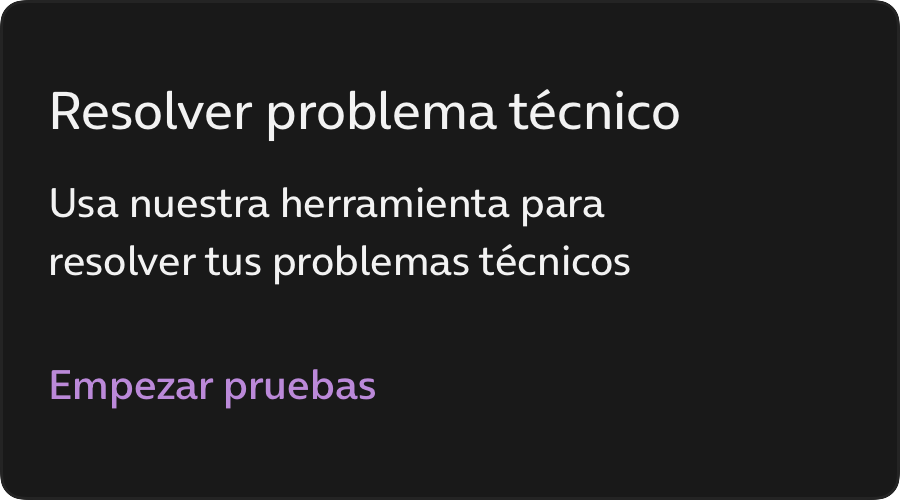 Resolver problema técnico
Usa nuestra herramienta para
resolver tus problemas técnicos
Empezar pruebas